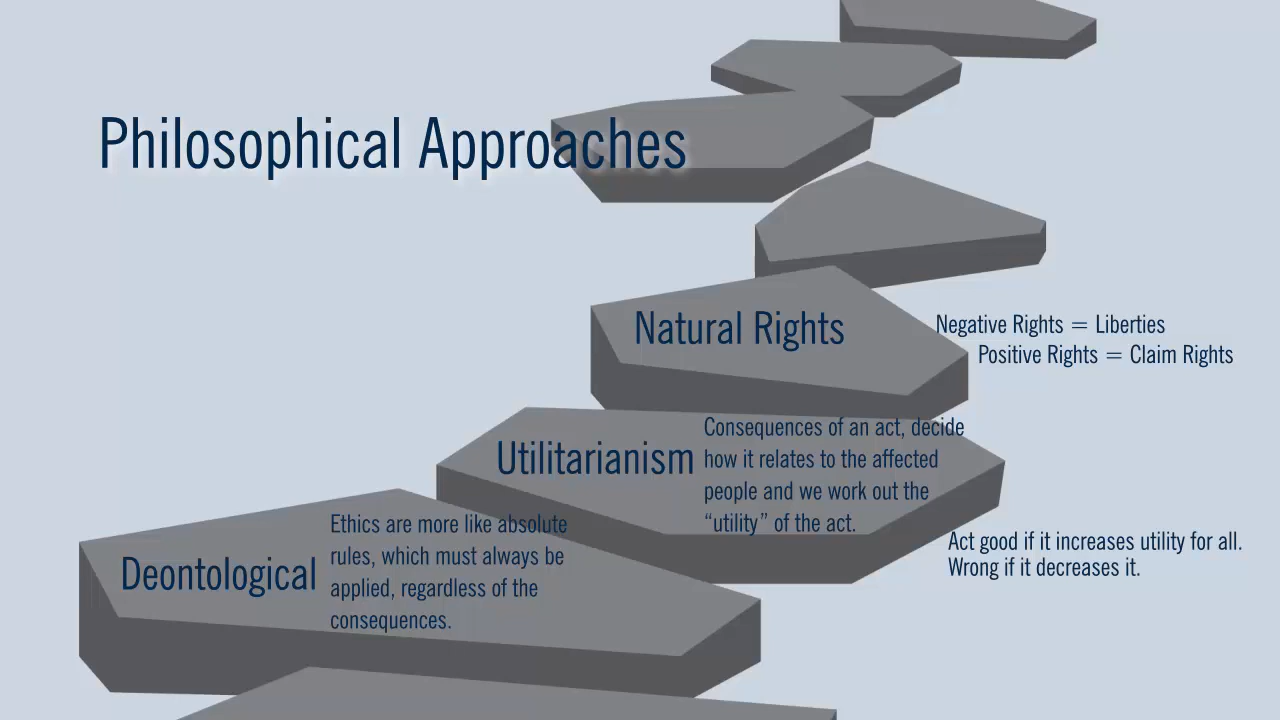 Philosophical Approaches
Natural Rights
Negative Rights = Liberties
Positive Rights = Claim Rights
Utilitarianism
Consequences of an act, decide
how it relates to the affected
people and we work out the
“utility” of the act.
Act good if it increases utility for all.
Wrong if it decreases it.
Deontological
Ethics are more like absolute
rules, which must always be
applied, regardless of the
consequences.